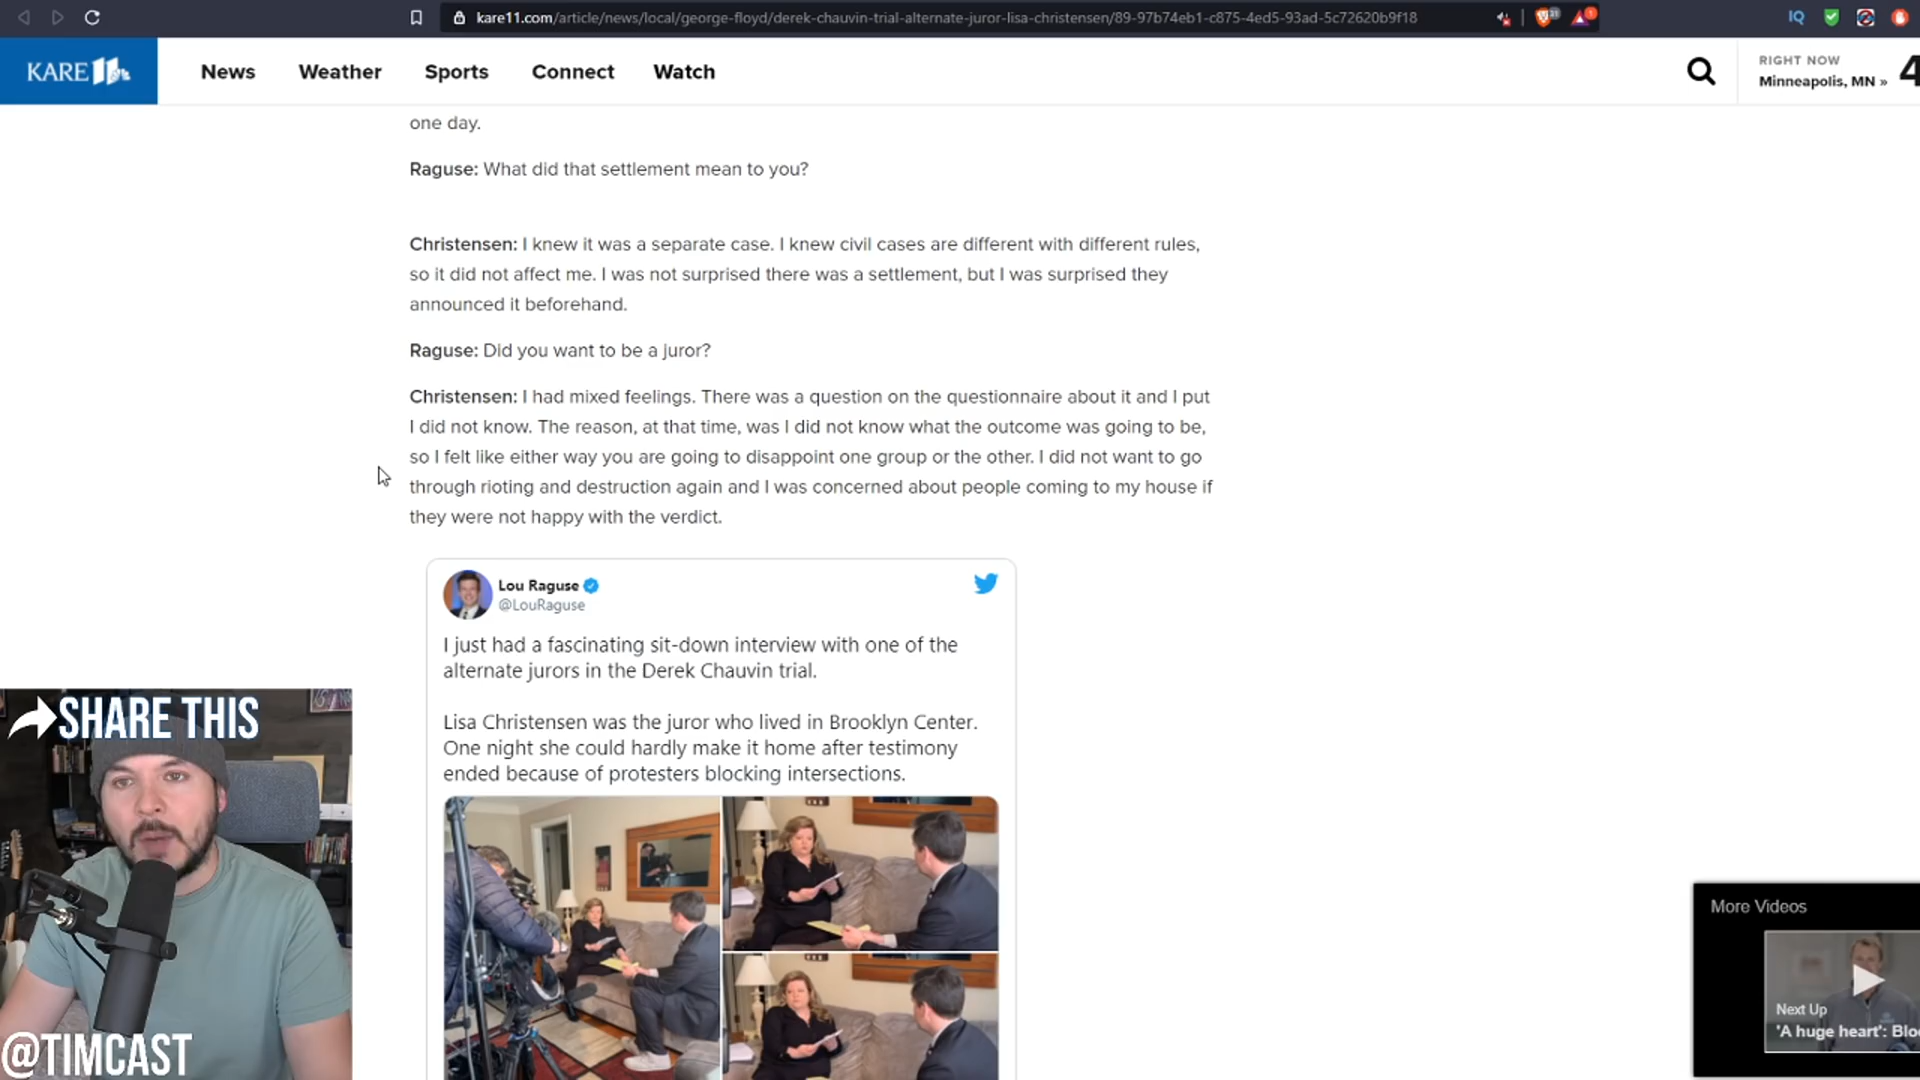 kare11.com/article/news/local/george-floyd/derek-chauvin-trial-alternate-juror-lisa-christensen/89-97b74eb1-c875-4ed5-93ad-5c72620b9f18
IQ
KARE 11
News
Weather
Sports
Connect
Watch
RIGHT NOW
Minneapolis, MN »
4
one day.
Raguse: What did that settlement mean to you?
Christensen: I knew it was a separate case. I knew civil cases are different with different rules,
so it did not affect me. I was not surprised there was a settlement, but I was surprised they
announced it beforehand.
Raguse: Did you want to be a juror?
Christensen: I had mixed feelings. There was a question on the questionnaire about it and I put
I did not know. The reason, at that time, was I did not know what the outcome was going to be,
so I felt like either way you are going to disappoint one group or the other. I did not want to go
through rioting and destruction again and I was concerned about people coming to my house if
they were not happy with the verdict.
Lou Raguse
@LouRaguse
I just had a fascinating sit-down interview with one of the
alternate jurors in the Derek Chauvin trial.
Lisa Christensen was the juror who lived in Brooklyn Center.
One night she could hardly make it home after testimony
ended because of protesters blocking intersections.
SHARE THIS
@TIMCAST
More Videos
Next Up
'A huge heart': Blo